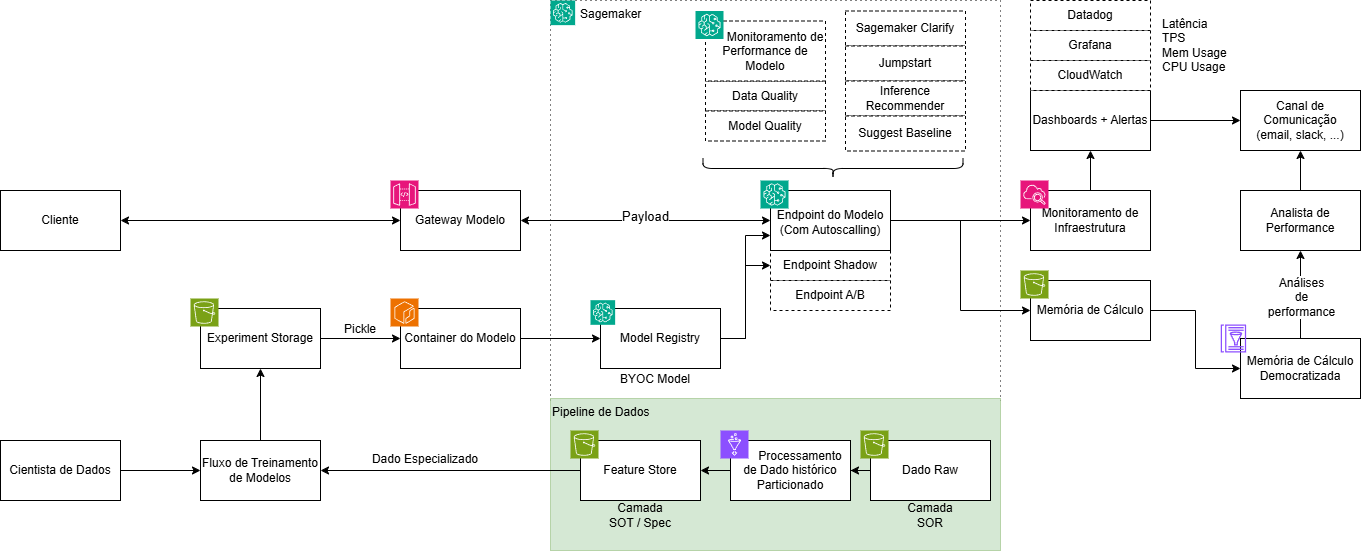 Sagemaker
Monitoramento de
Performance de
Modelo
Data Quality
Model Quality
Sagemaker Clarify
Jumpstart
Inference
Recommender
Suggest Baseline
Datadog
Grafana
CloudWatch
Dashboards + Alertas
Latência
TPS
Mem Usage
CPU Usage
Canal de
Comunicação
(email, slack, ...)
Cliente
Gateway Modelo
Payload
Endpoint do Modelo
(Com Autoscalling)
Endpoint Shadow
Endpoint A/B
Monitoramento de
Infraestrutura
Analista de
Performance
Análises
de
performance
Memória de Cálculo
Memória de Cálculo
Democratizada
Experiment Storage
Pickle
Container do Modelo
Model Registry
BYOC Model
Pipeline de Dados
Cientista de Dados
Fluxo de Treinamento
de Modelos
Dado Especializado
Feature Store
Camada
SOT / Spec
Processamento
de Dado histórico
Particionado
Dado Raw
Camada
SOR